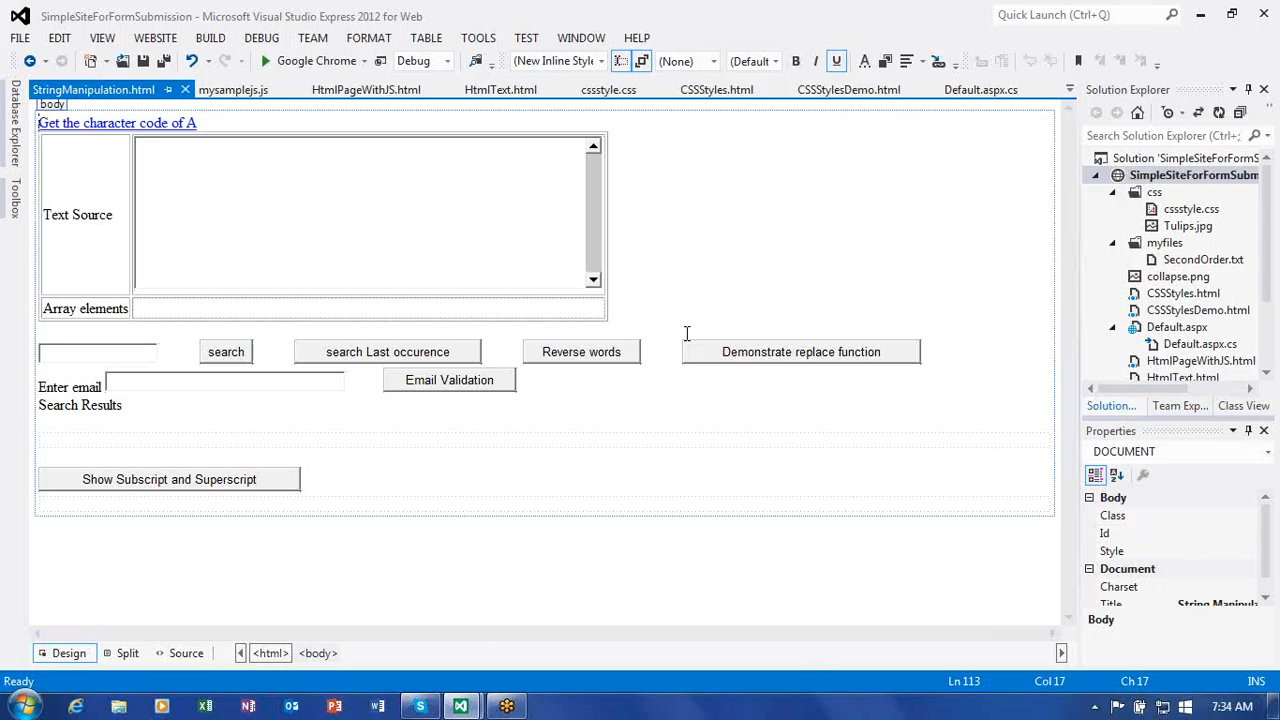 SimpleSiteForFormSubmission - Microsoft Visual Studio Express 2012 for Web
Quick Launch (Ctrl+Q)
FILE EDIT VIEW WEBSITE BUILD DEBUG TEAM FORMAT TABLE TOOLS TEST WINDOW HELP
Google Chrome Debug (New Inline Style (None) (Default B I U A
StringManipulation.html mysamplejs.js HtmlPageWithJS.html HtmlText.html cssstyle.css CSSStyles.html CSSStylesDemo.html Default.aspx.cs
Database Explorer
Toolbox
body
Get the character code of A
Text Source
Array elements
search search Last occurence Reverse words Demonstrate replace function
Enter email Email Validation
Search Results
Show Subscript and Superscript
Solution Explorer
Search Solution Explorer (Ctrl+;)
Solution 'SimpleSiteForFormS
SimpleSiteForFormSubm
css
cssstyle.css
Tulips.jpg
myfiles
SecondOrder.txt
collapse.png
CSSStyles.html
CSSStylesDemo.html
Default.aspx
Default.aspx.cs
HtmlPageWithJS.html
HtmlText.html
Solution... Team Exp... Class View
Properties
DOCUMENT
Body
Class
Id
Style
Document
Charset
Title String Manipula
Body
Design Split Source <html> <body>
Ready Ln 113 Col 17 Ch 17 INS
7:34 AM